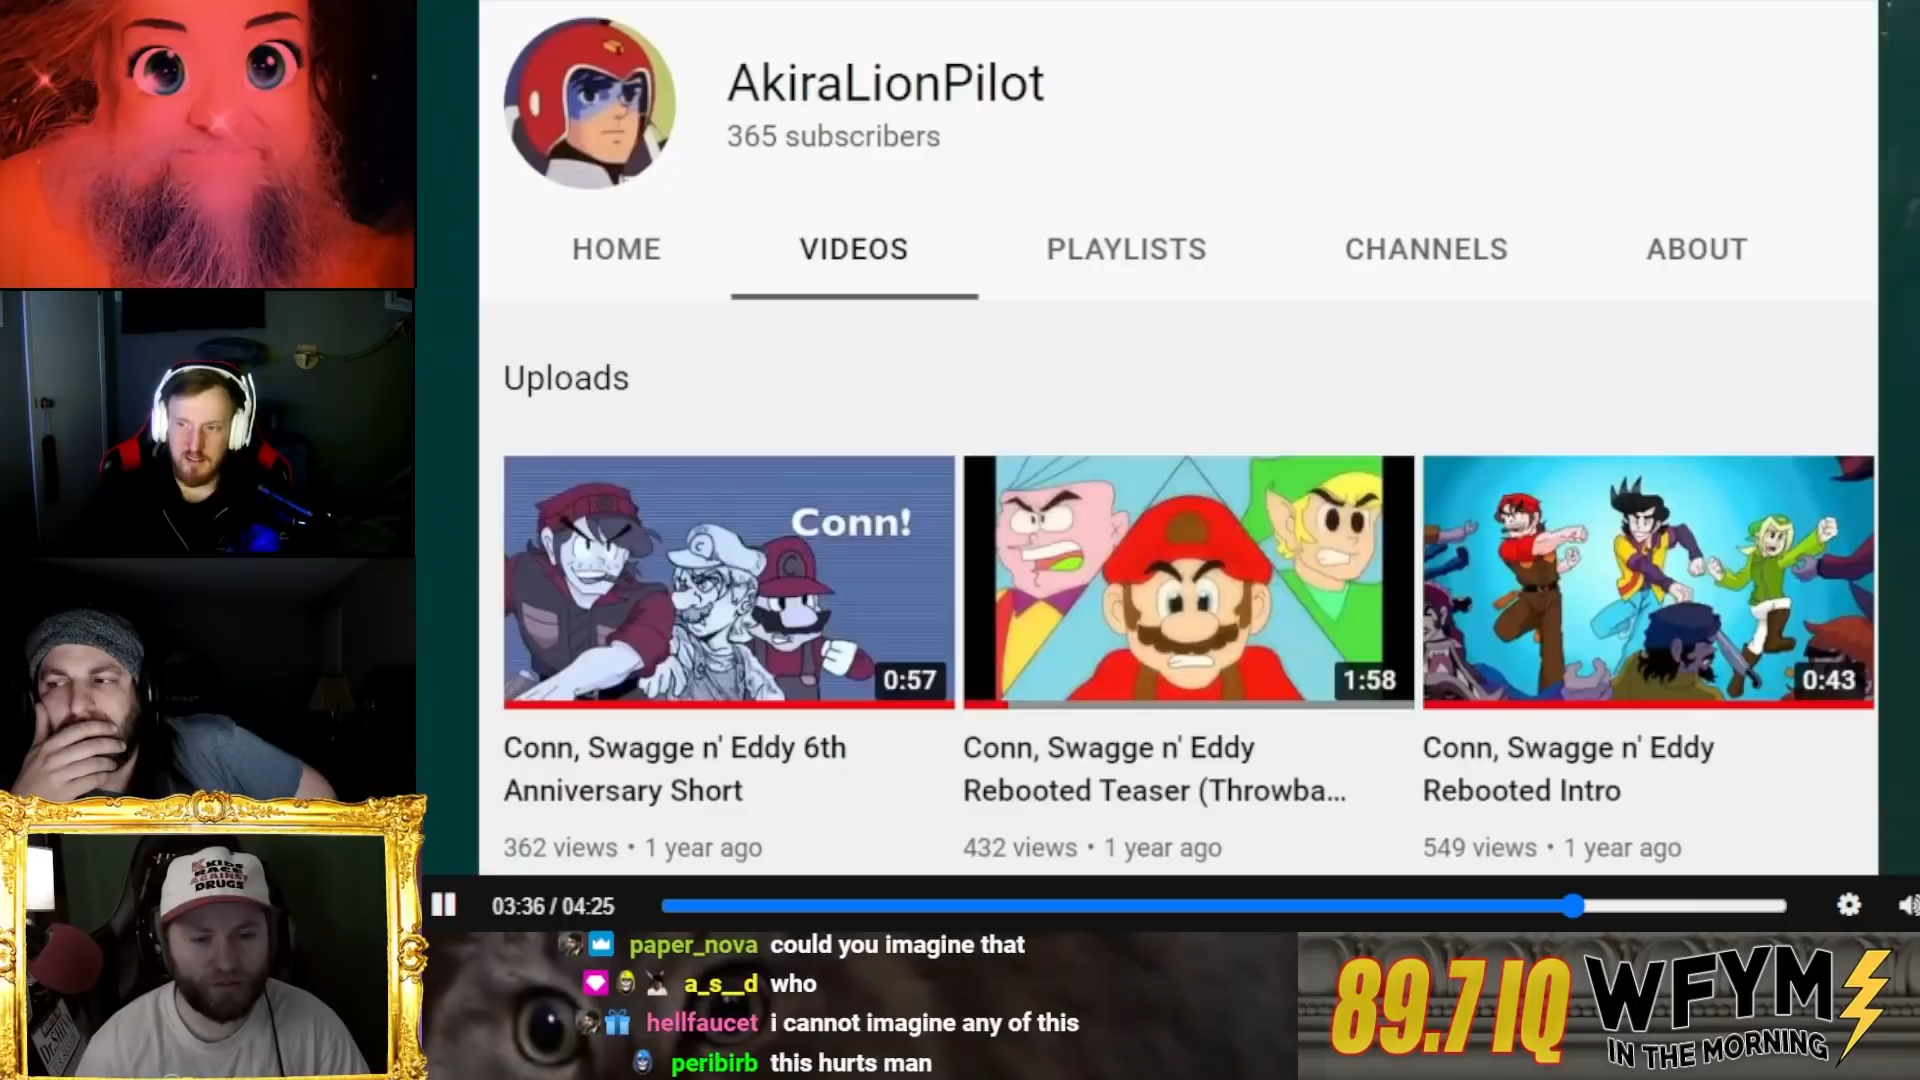 AkiraLionPilot
365 subscribers
HOME VIDEOS PLAYLISTS CHANNELS ABOUT
Uploads
Conn!
0:57
1:58
0:43
Conn, Swagge n' Eddy 6th
Anniversary Short
362 views • 1 year ago
Conn, Swagge n' Eddy
Rebooted Teaser (Throwba...
432 views • 1 year ago
Conn, Swagge n' Eddy
Rebooted Intro
549 views • 1 year ago
03:36 / 04:25
paper_nova could you imagine that
a_s__d who
hellfaucet i cannot imagine any of this
peribirb this hurts man
KIDS
RACE
AGAINST
DRUGS
89.7 IQ WFYM
IN THE MORNING